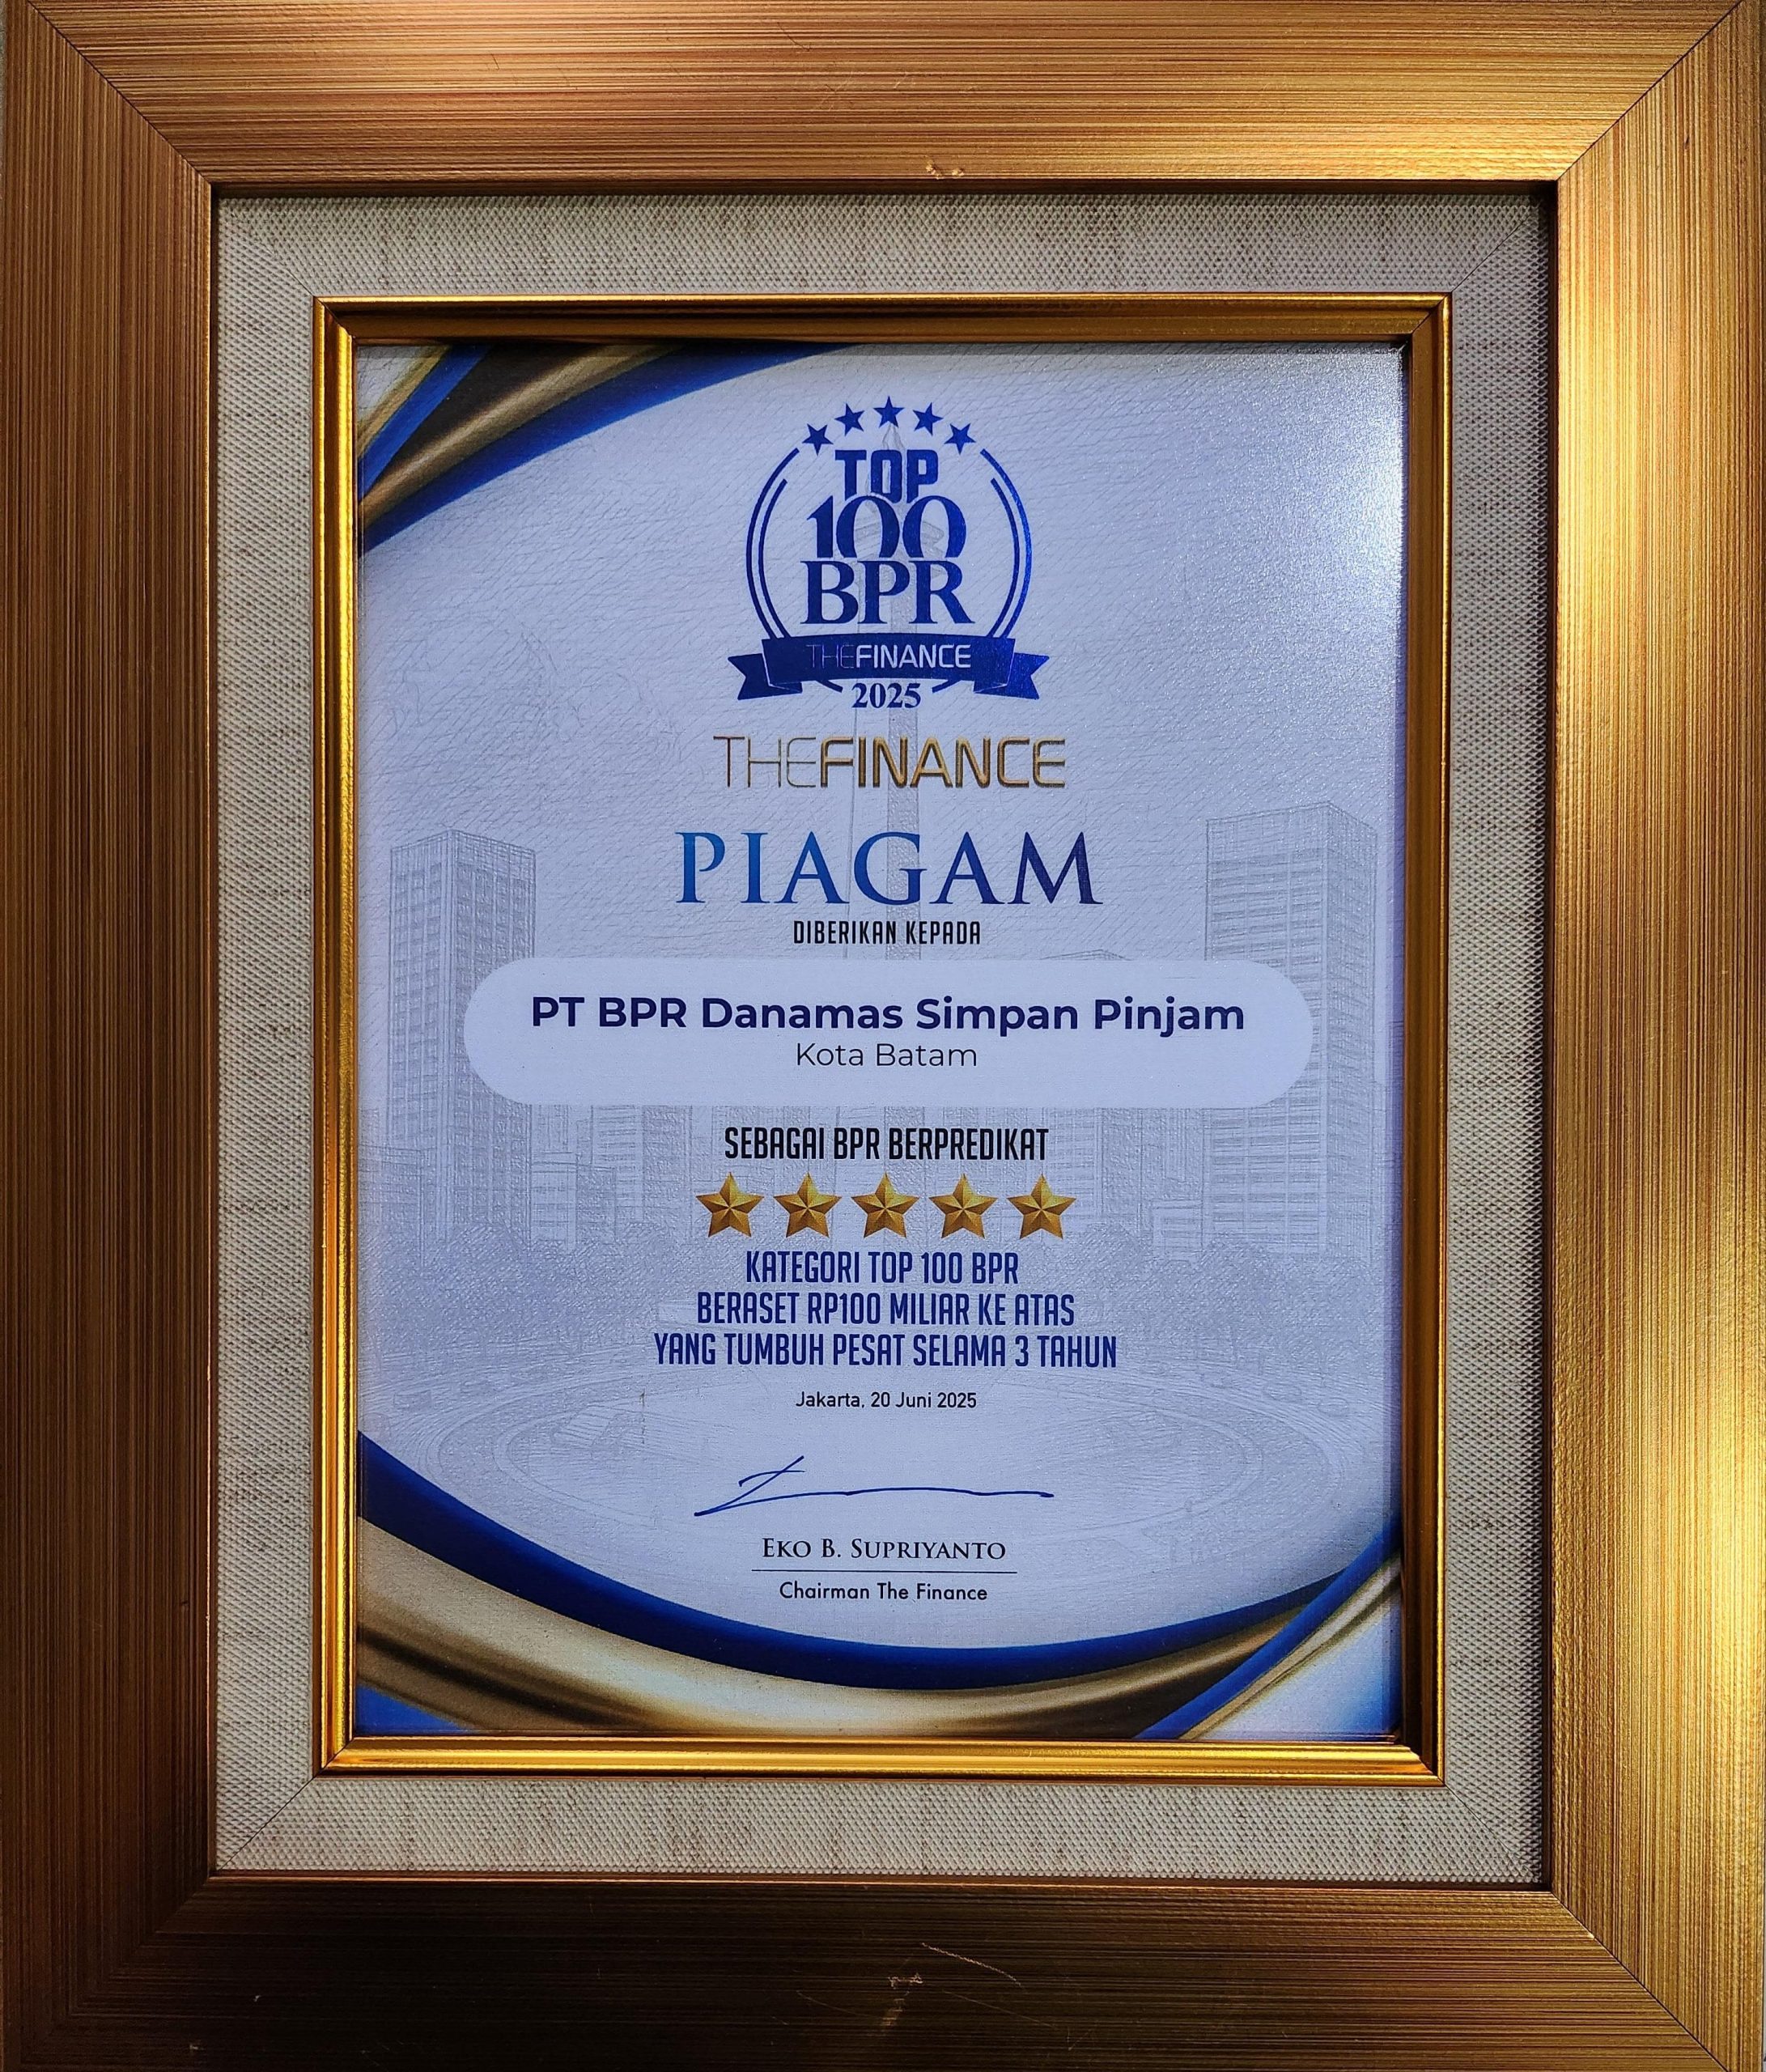 TOP
100
BPR
THEFINANCE
2025
THEFINANCE
PIAGAM
DIBERIKAN KEPADA
PT BPR Danamas Simpan Pinjam
Kota Batam
SEBAGAI BPR BERPREDIKAT
KATEGORI TOP 100 BPR
BERASET RP100 MILIAR KE ATAS
YANG TUMBUH PESAT SELAMA 3 TAHUN
Jakarta, 20 Juni 2025
EKO B. SUPRIYANTO
Chairman The Finance